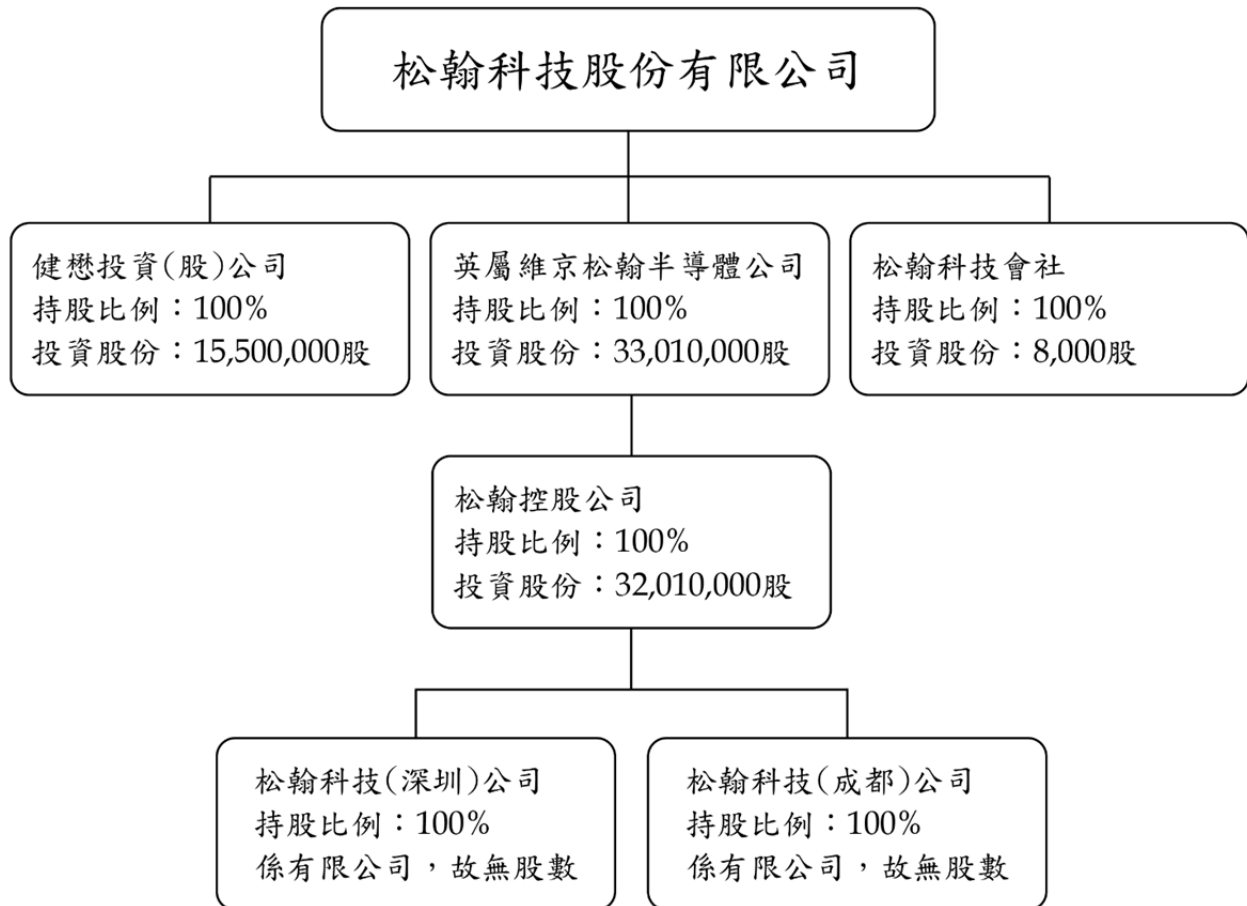 松翰科技股份有限公司
健懋投資(股)公司
持股比例：100%
投資股份：15,500,000股
英屬維京松翰半導體公司
持股比例：100%
投資股份：33,010,000股
松翰科技會社
持股比例：100%
投資股份：8,000股
松翰控股公司
持股比例：100%
投資股份：32,010,000股
松翰科技(深圳)公司
持股比例：100%
係有限公司，故無股數
松翰科技(成都)公司
持股比例：100%
係有限公司，故無股數